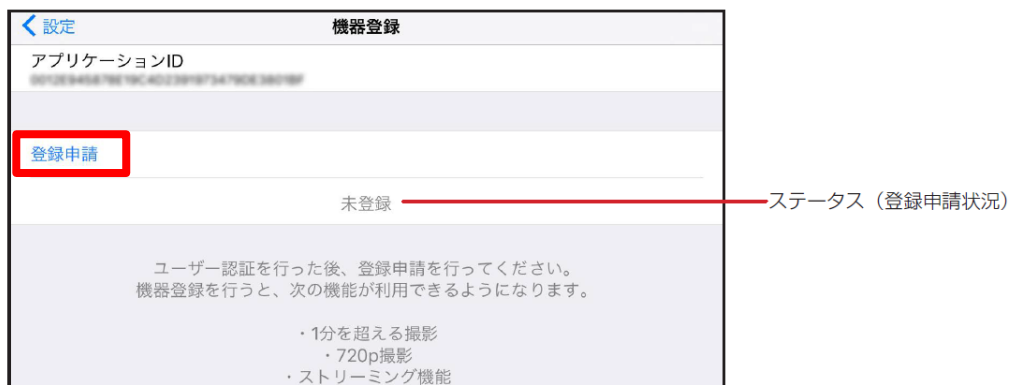 設定
機器登録
アプリケーションID
登録申請
未登録
ステータス（登録申請状況）
ユーザー認証を行った後、登録申請を行ってください。
機器登録を行うと、次の機能が利用できるようになります。
・1分を超える撮影
・720p撮影
・ストリーミング機能